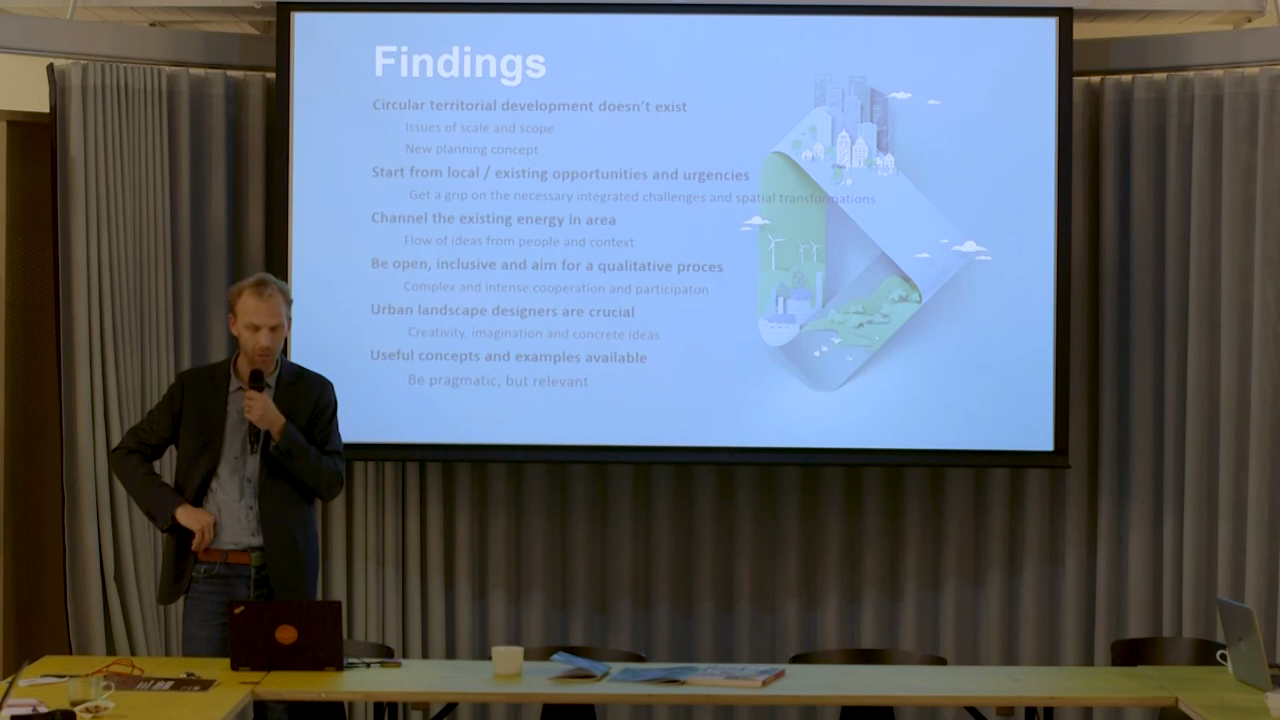 Findings
Circular territorial development doesn't exist
Issues of scale and scope
New planning concept
Start from local / existing opportunities and urgencies
Get a grip on the necessary integrated challenges and spatial transformations
Channel the existing energy in area
Flow of ideas from people and context
Be open, inclusive and aim for a qualitative proces
Complex and intense cooperation and participaton
Urban landscape designers are crucial
Creativity, imagination and concrete ideas
Useful concepts and examples available
Be pragmatic, but relevant